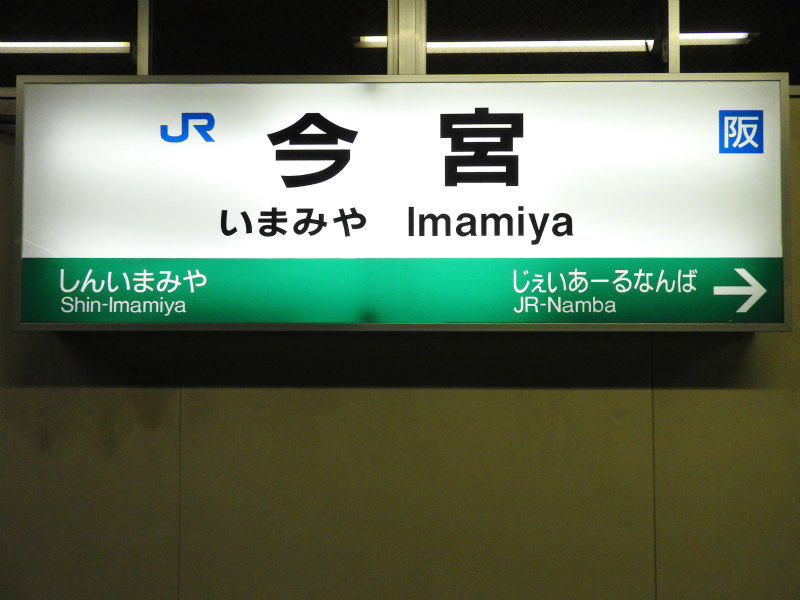 JR 今宮 阪
いまみや Imamiya
しんいまみや じぇいあーるなんば
Shin-Imamiya JR-Namba